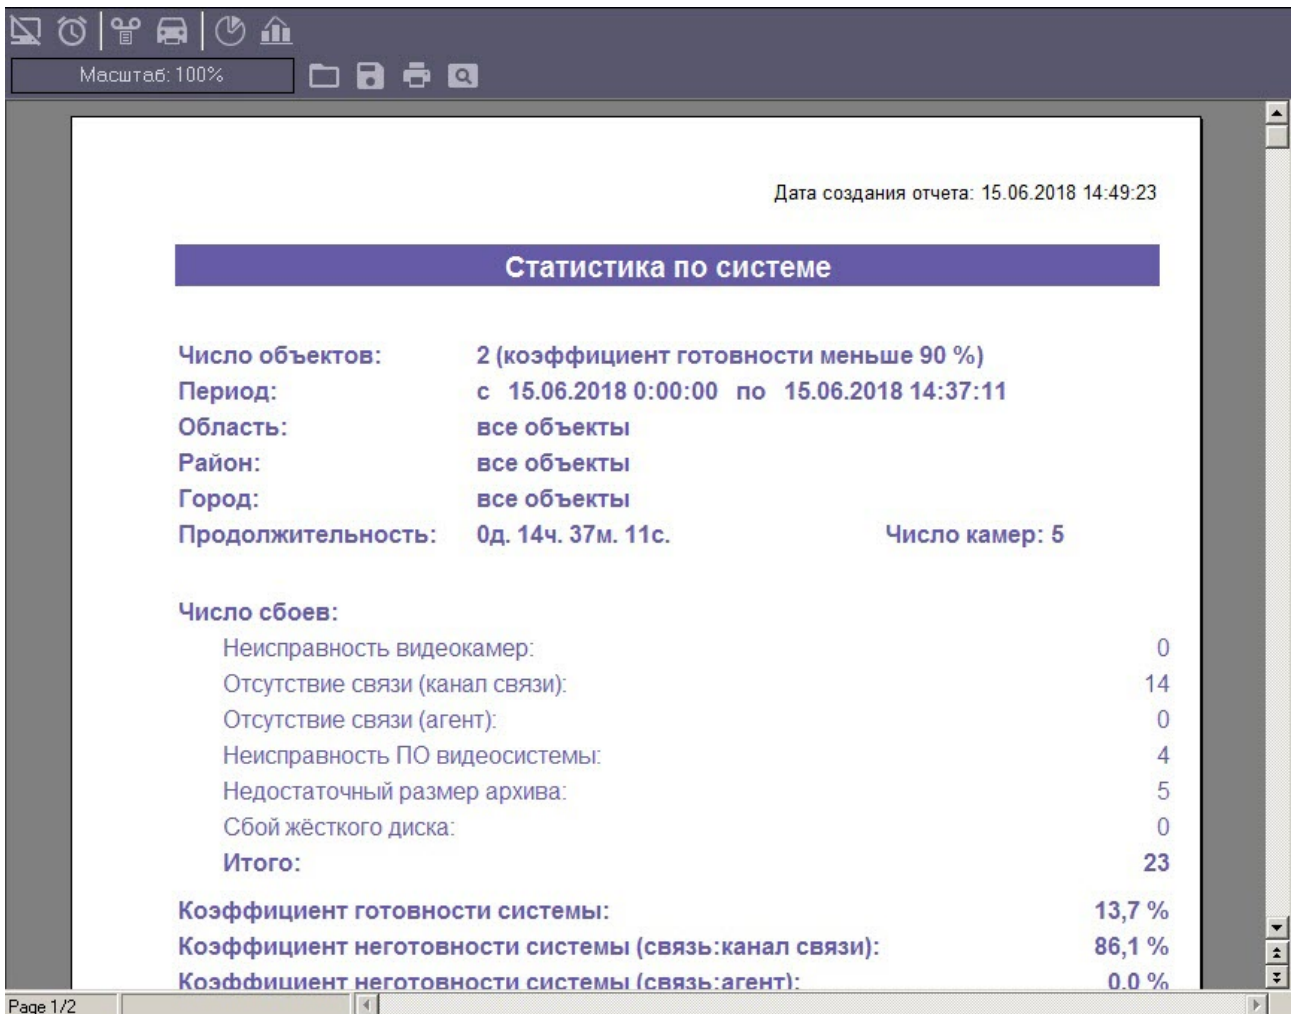 Масштаб: 100%
Дата создания отчета: 15.06.2018 14:49:23
Статистика по системе
Число объектов: 2 (коэффициент готовности меньше 90 %)
Период: с 15.06.2018 0:00:00 по 15.06.2018 14:37:11
Область: все объекты
Район: все объекты
Город: все объекты
Продолжительность: 0д. 14ч. 37м. 11с. Число камер: 5
Число сбоев:
Неисправность видеокамер: 0
Отсутствие связи (канал связи): 14
Отсутствие связи (агент): 0
Неисправность ПО видеосистемы: 4
Недостаточный размер архива: 5
Сбой жёсткого диска: 0
Итого: 23
Коэффициент готовности системы: 13,7 %
Коэффициент неготовности системы (связь:канал связи): 86,1 %
Коэффициент неготовности системы (связь:агент): 0,0 %
Page 1/2